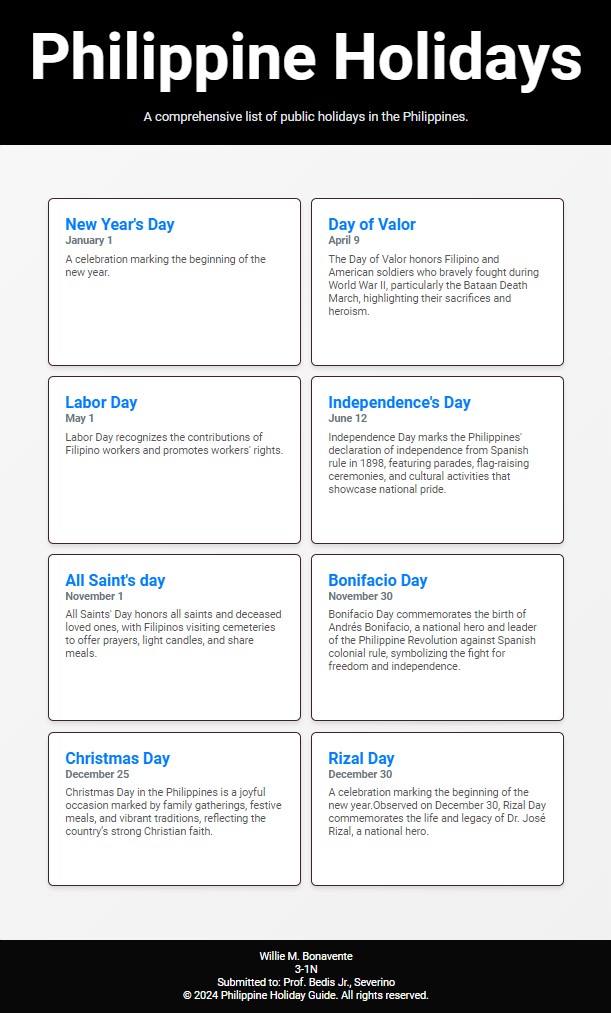 Philippine Holidays
A comprehensive list of public holidays in the Philippines.
New Year's Day
January 1
A celebration marking the beginning of the
new year.
Day of Valor
April 9
The Day of Valor honors Filipino and
American soldiers who bravely fought during
World War II, particularly the Bataan Death
March, highlighting their sacrifices and
heroism.
Labor Day
May 1
Labor Day recognizes the contributions of
Filipino workers and promotes workers' rights.
Independence's Day
June 12
Independence Day marks the Philippines'
declaration of independence from Spanish
rule in 1898, featuring parades, flag-raising
ceremonies, and cultural activities that
showcase national pride.
All Saint's day
November 1
All Saints' Day honors all saints and deceased
loved ones, with Filipinos visiting cemeteries
to offer prayers, light candles, and share
meals.
Bonifacio Day
November 30
Bonifacio Day commemorates the birth of
Andrés Bonifacio, a national hero and leader
of the Philippine Revolution against Spanish
colonial rule, symbolizing the fight for
freedom and independence.
Christmas Day
December 25
Christmas Day in the Philippines is a joyful
occasion marked by family gatherings, festive
meals, and vibrant traditions, reflecting the
country's strong Christian faith.
Rizal Day
December 30
A celebration marking the beginning of the
new year.Observed on December 30, Rizal Day
commemorates the life and legacy of Dr. José
Rizal, a national hero.
Willie M. Bonavente
3-1N
Submitted to: Prof. Bedis Jr., Severino
© 2024 Philippine Holiday Guide. All rights reserved.